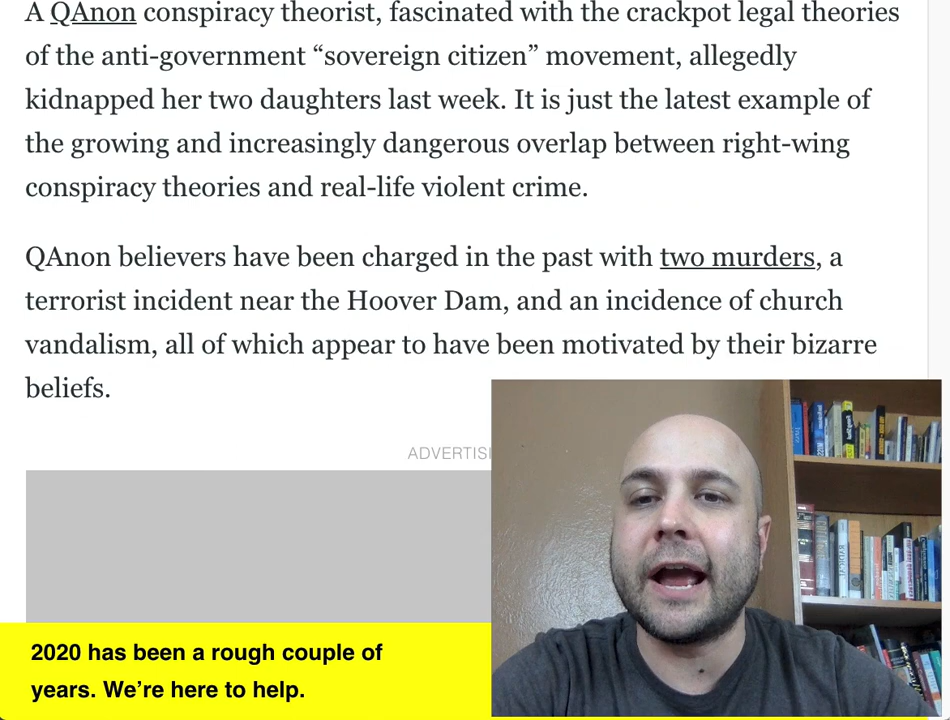 A QAnon conspiracy theorist, fascinated with the crackpot legal theories
of the anti-government “sovereign citizen” movement, allegedly
kidnapped her two daughters last week. It is just the latest example of
the growing and increasingly dangerous overlap between right-wing
conspiracy theories and real-life violent crime.
QAnon believers have been charged in the past with two murders, a
terrorist incident near the Hoover Dam, and an incidence of church
vandalism, all of which appear to have been motivated by their bizarre
beliefs.
2020 has been a rough couple of
years. We’re here to help.